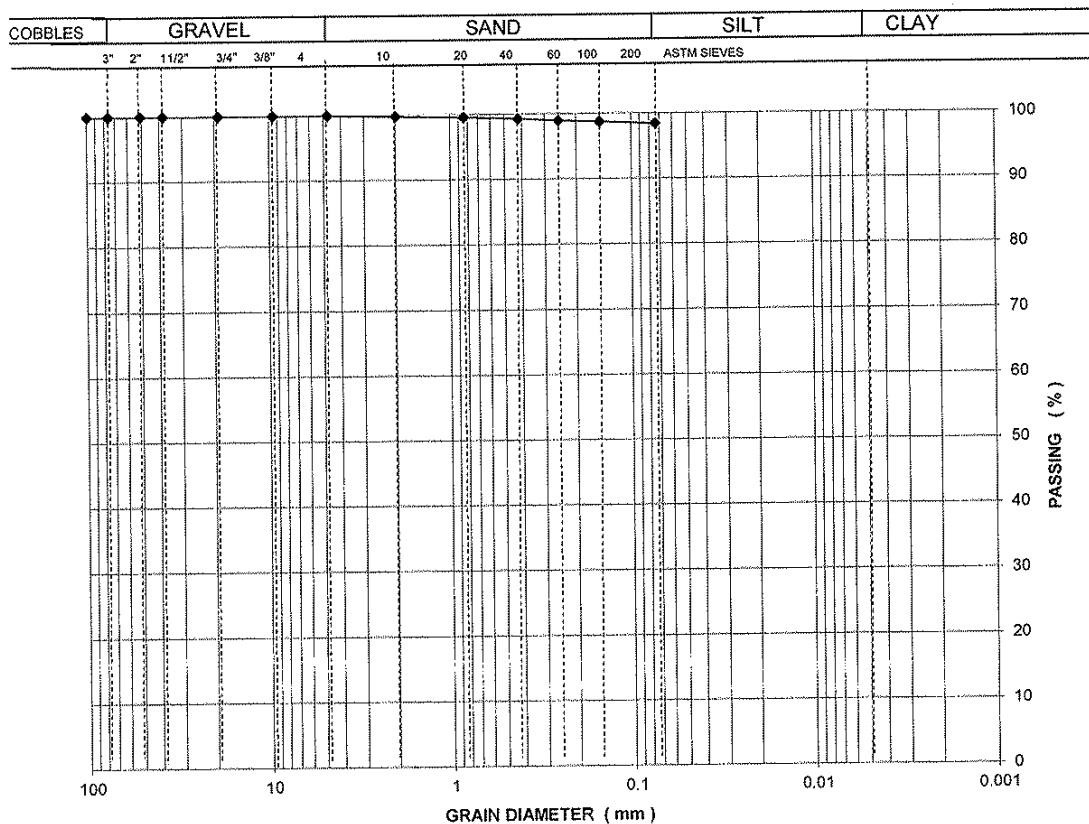 COBBLES GRAVEL SAND SILT CLAY
3" 2" 11/2" 3/4" 3/8" 4 10 20 40 60 100 200 ASTM SIEVES
100
90
80
70
60
50
40
30
20
10
0
PASSING ( % )
100 10 1 0.1 0.01 0.001
GRAIN DIAMETER ( mm )